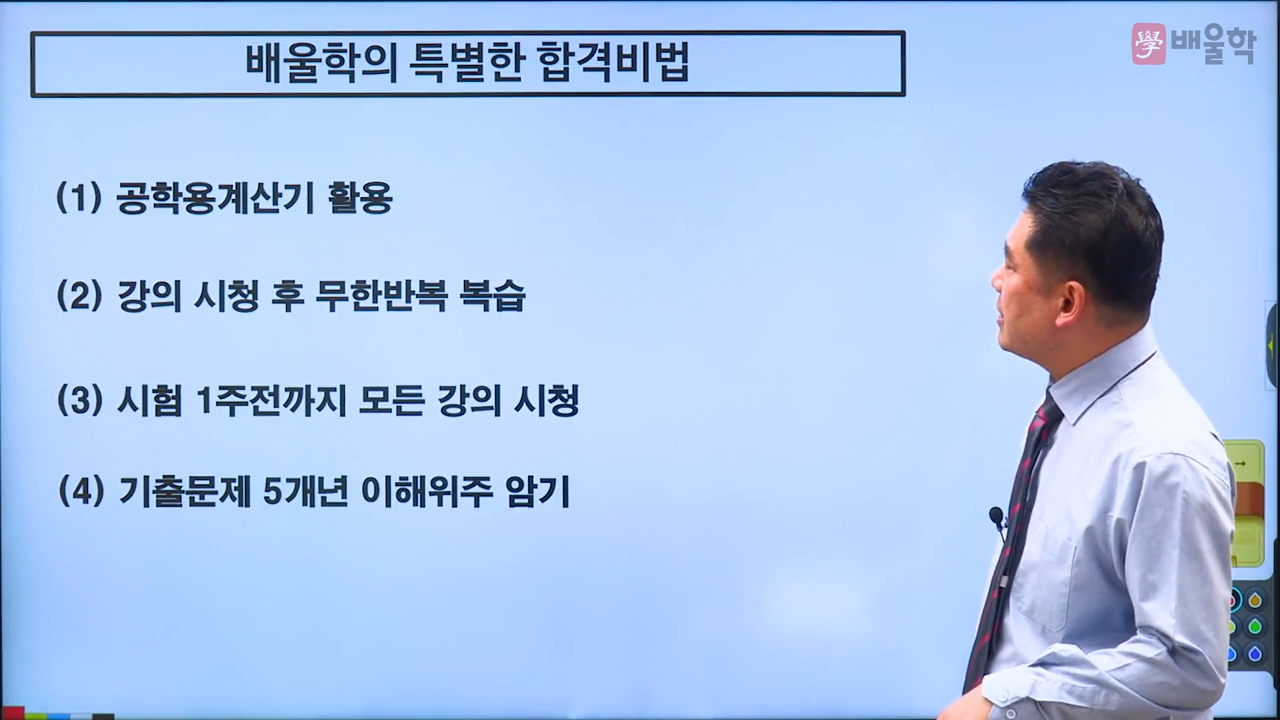 배울학의 특별한 합격비법
學 배울학
(1) 공학용계산기 활용
(2) 강의 시청 후 무한반복 복습
(3) 시험 1주전까지 모든 강의 시청
(4) 기출문제 5개년 이해위주 암기